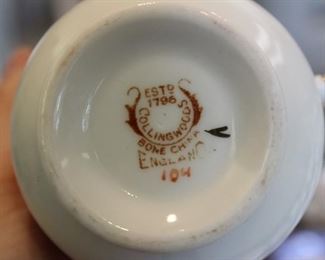 ESTD
1796
COLLINGWOODS
BONE CHINA
ENGLAND
104